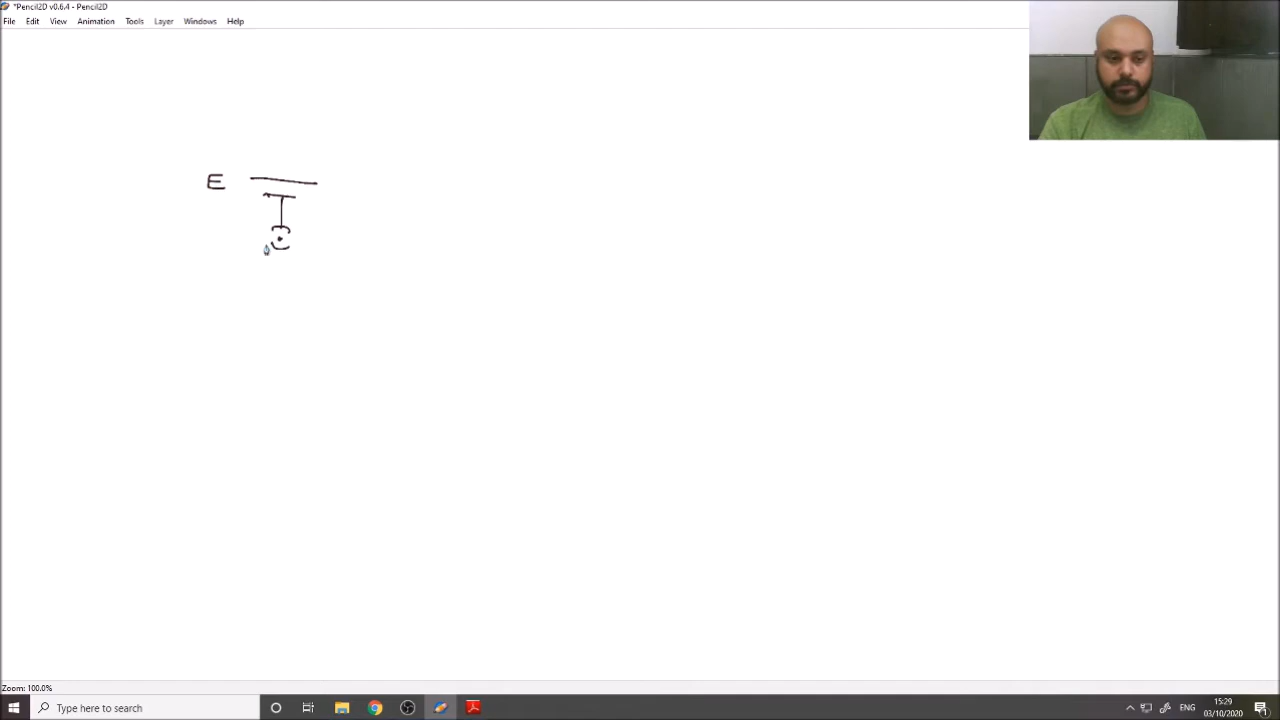 *Pencil2D v0.6.4 - Pencil2D
File Edit View Animation Tools Layer Windows Help
E
Zoom: 100.0%
Type here to search
ENG
15:29
03/10/2020
1